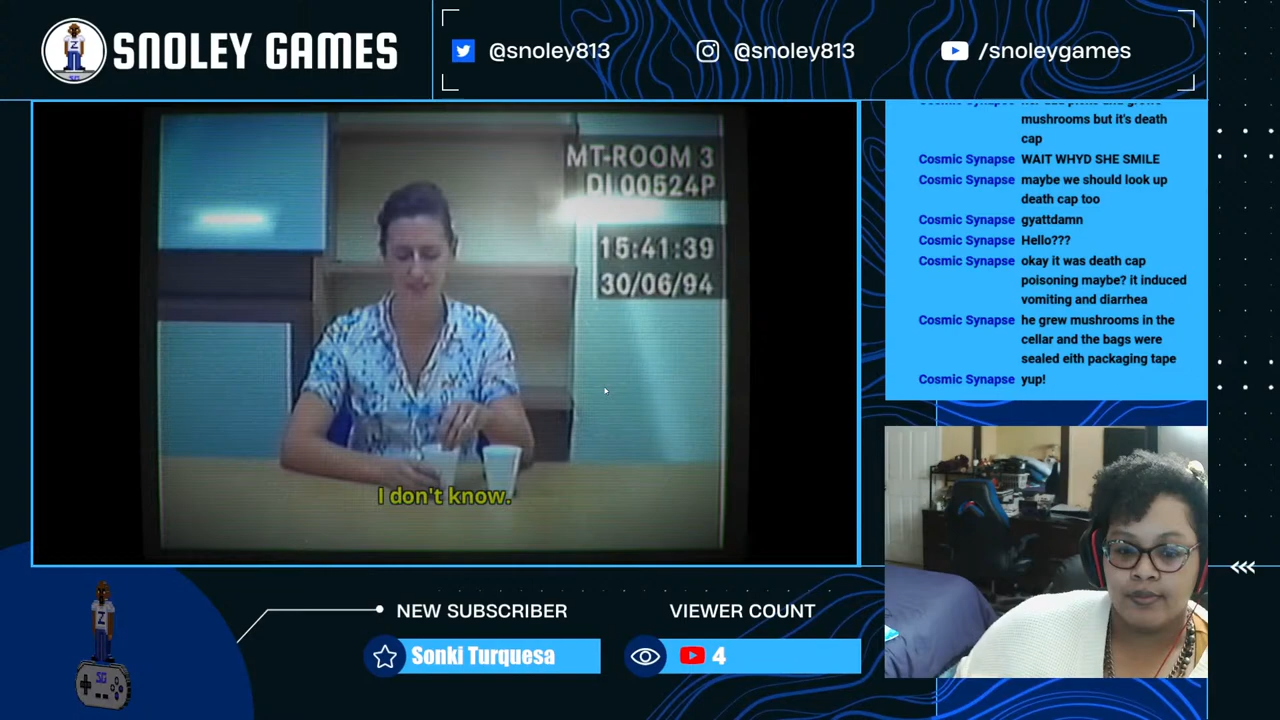 SNOLEY GAMES
@snoley813
@snoley813
/snoleygames
MT-ROOM 3
DI.00524P
15:41:39
30/06/94
I don't know.
mushrooms but it's death
cap
Cosmic Synapse WAIT WHYD SHE SMILE
Cosmic Synapse maybe we should look up
death cap too
Cosmic Synapse gyattdamn
Cosmic Synapse Hello???
Cosmic Synapse okay it was death cap
poisoning maybe? it induced
vomiting and diarrhea
Cosmic Synapse he grew mushrooms in the
cellar and the bags were
sealed eith packaging tape
Cosmic Synapse yup!
NEW SUBSCRIBER
Sonki Turquesa
VIEWER COUNT
4
Z
SG